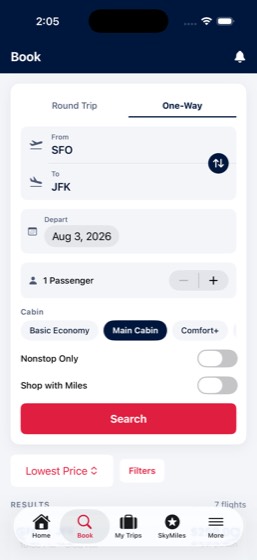 2:05
Book
Round Trip
One-Way
From
SFO
To
JFK
Depart
Aug 3, 2026
1 Passenger
Cabin
Basic Economy
Main Cabin
Comfort+
Nonstop Only
Shop with Miles
Search
Lowest Price
Filters
RESULTS
7 flights
Home
Book
My Trips
SkyMiles
More